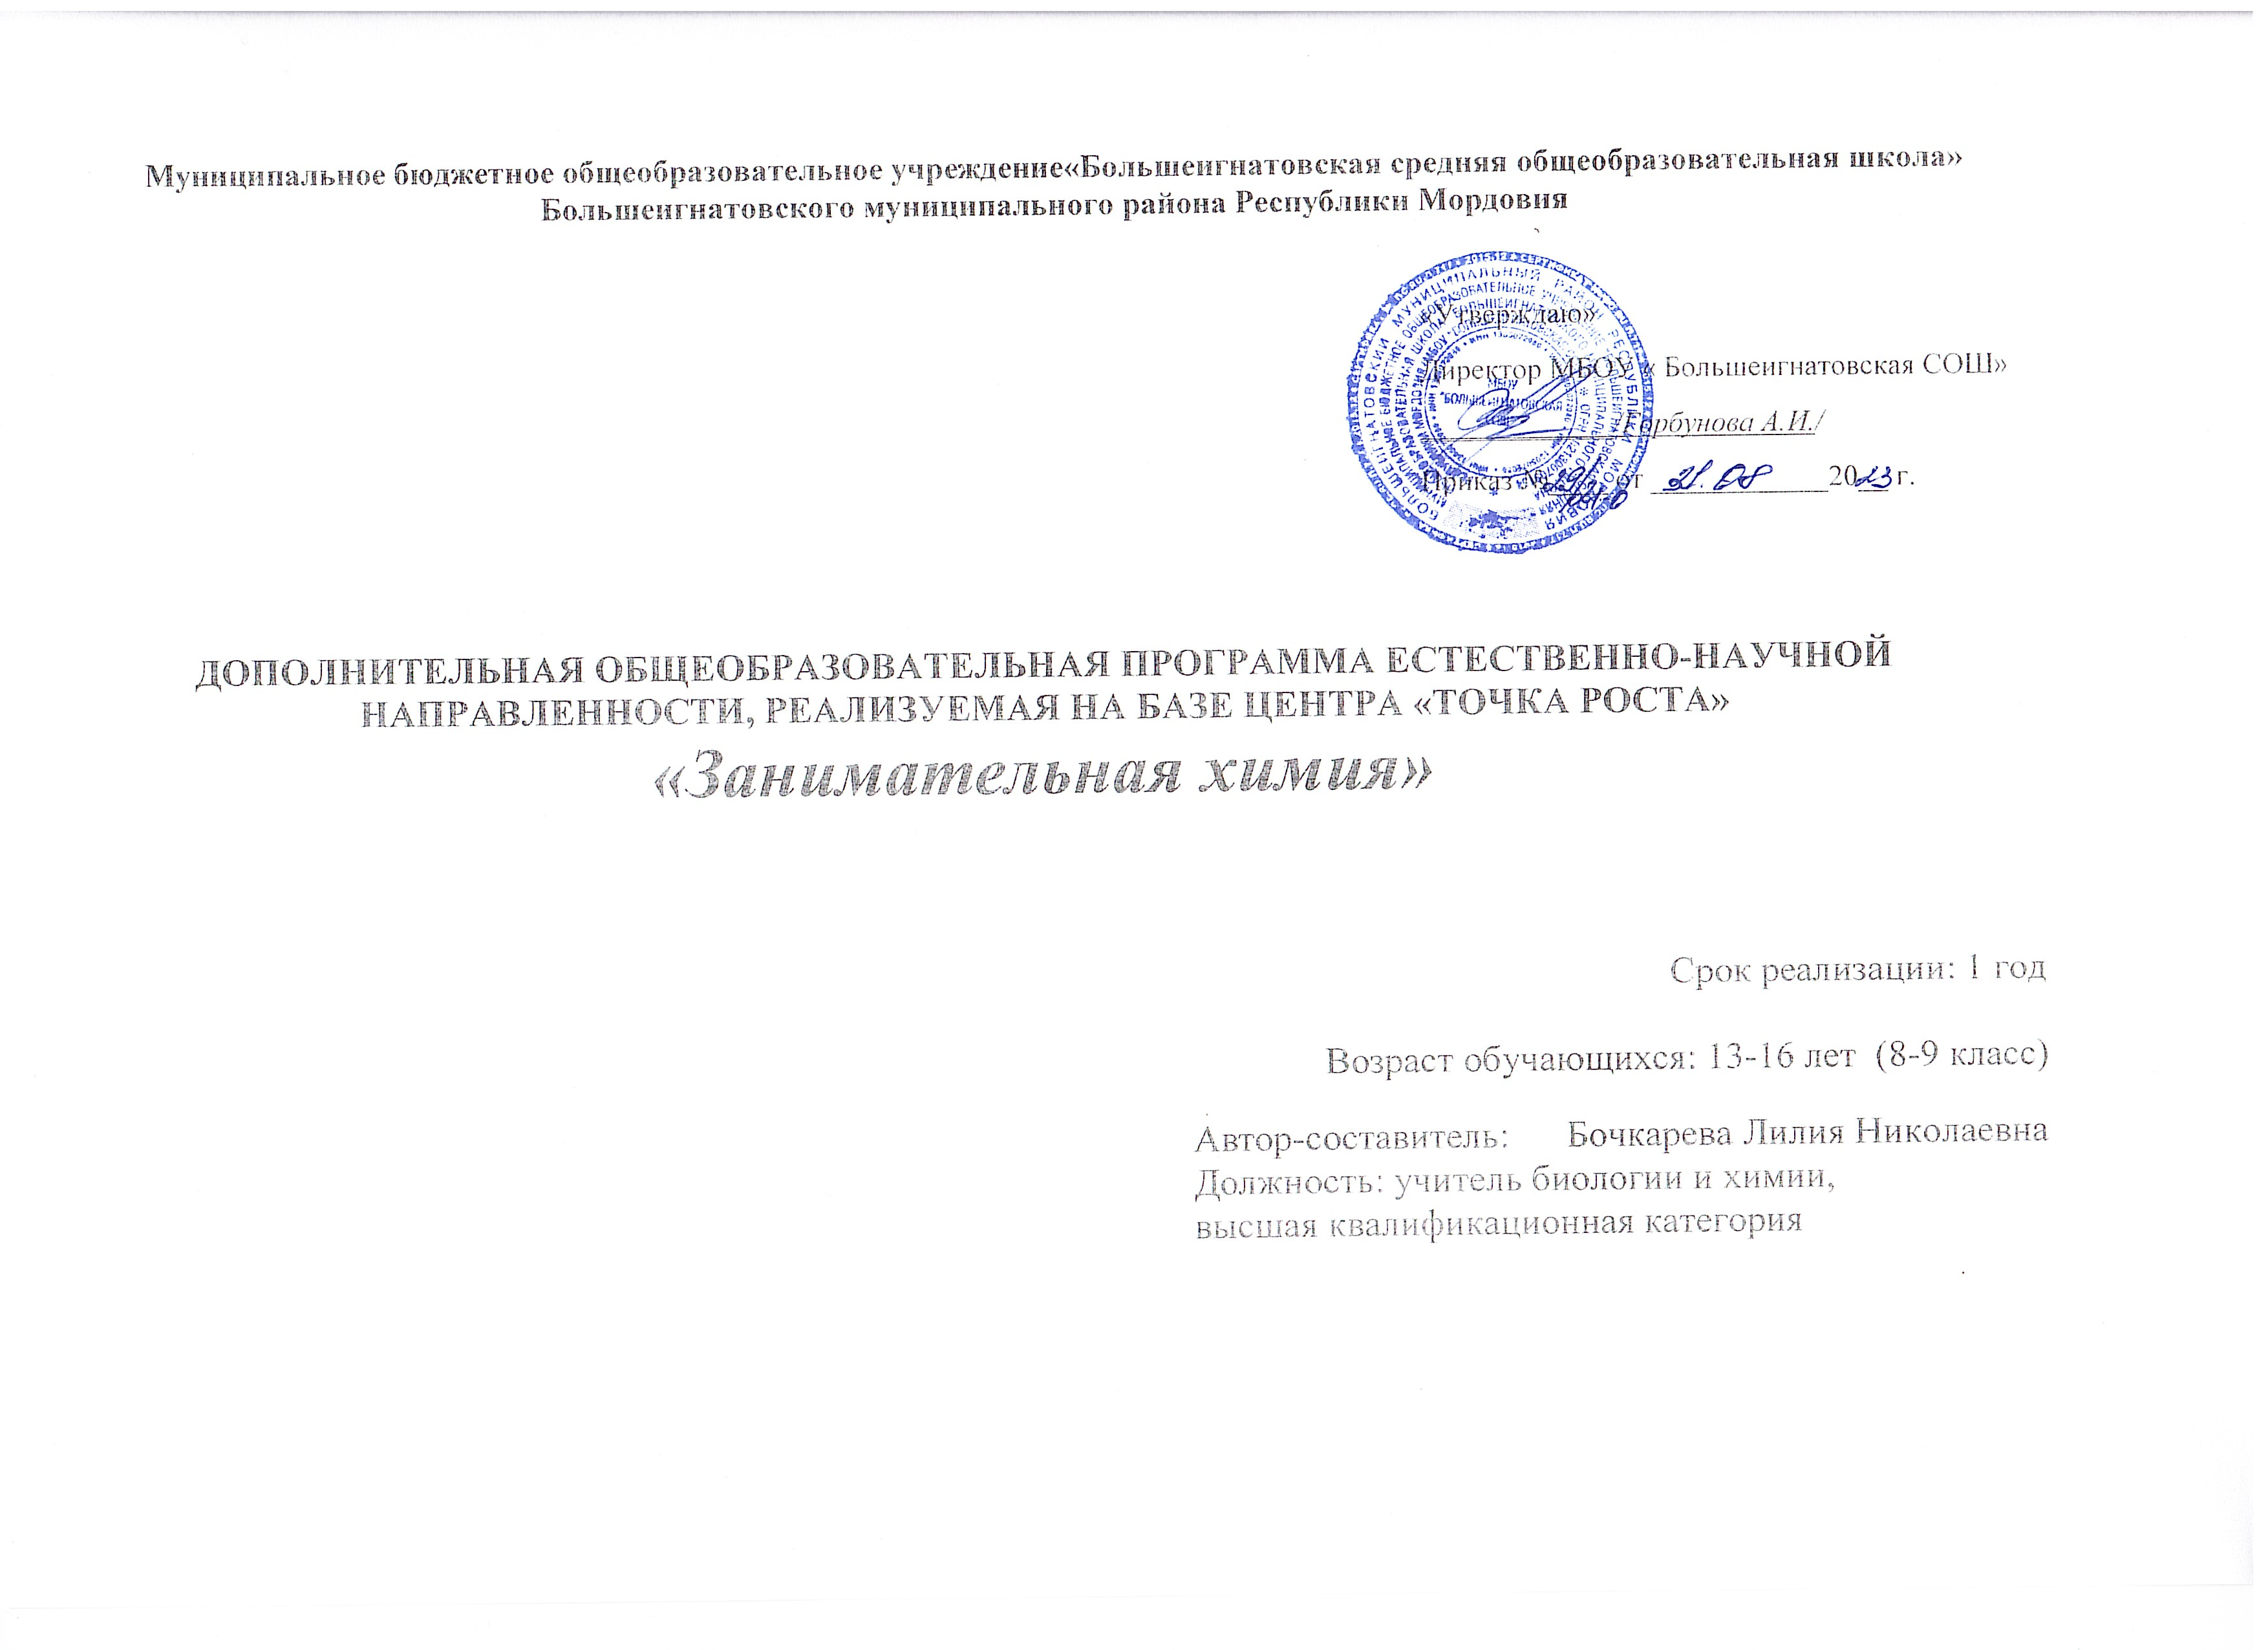 Муниципальное бюджетное общеобразовательное учреждение«Большеигнатовская средняя общеобразовательная школа»
Большеигнатовского муниципального района Республики Мордовия
«Утверждаю»
Директор МБОУ « Большеигнатовская СОШ»
/Горбунова А.И./
Приказ № от 31.08 2023 г.
ДОПОЛНИТЕЛЬНАЯ ОБЩЕОБРАЗОВАТЕЛЬНАЯ ПРОГРАММА ЕСТЕСТВЕННО-НАУЧНОЙ
НАПРАВЛЕННОСТИ, РЕАЛИЗУЕМАЯ НА БАЗЕ ЦЕНТРА «ТОЧКА РОСТА»
«Занимательная химия»
Срок реализации: 1 год
Возраст обучающихся: 13-16 лет (8-9 класс)
Автор-составитель: Бочкарева Лилия Николаевна
Должность: учитель биологии и химии,
высшая квалификационная категория